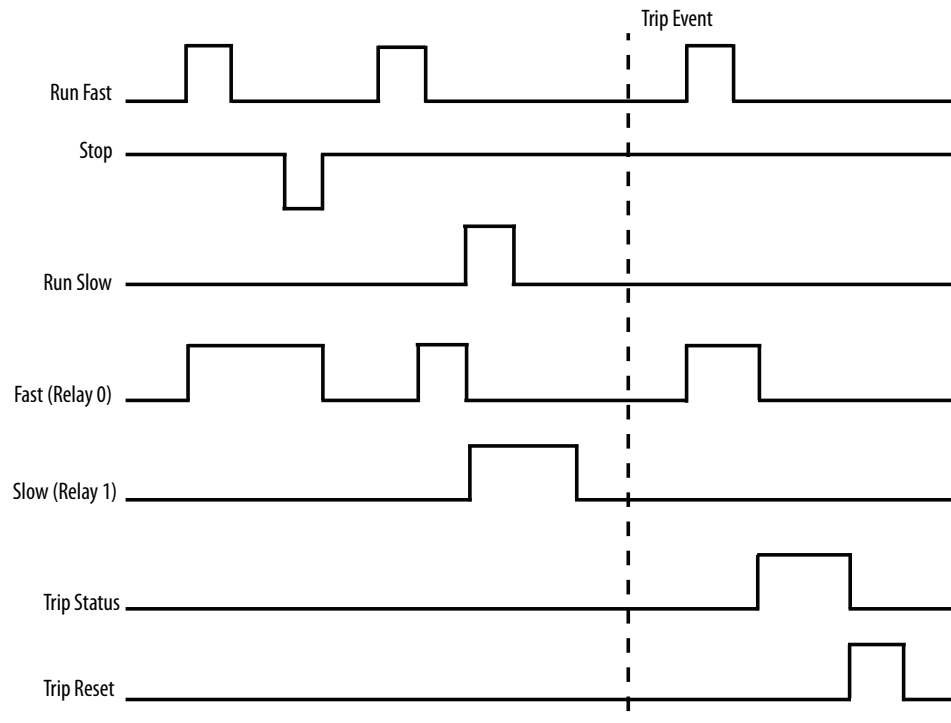 Trip Event
Run Fast
Stop
Run Slow
Fast (Relay 0)
Slow (Relay 1)
Trip Status
Trip Reset